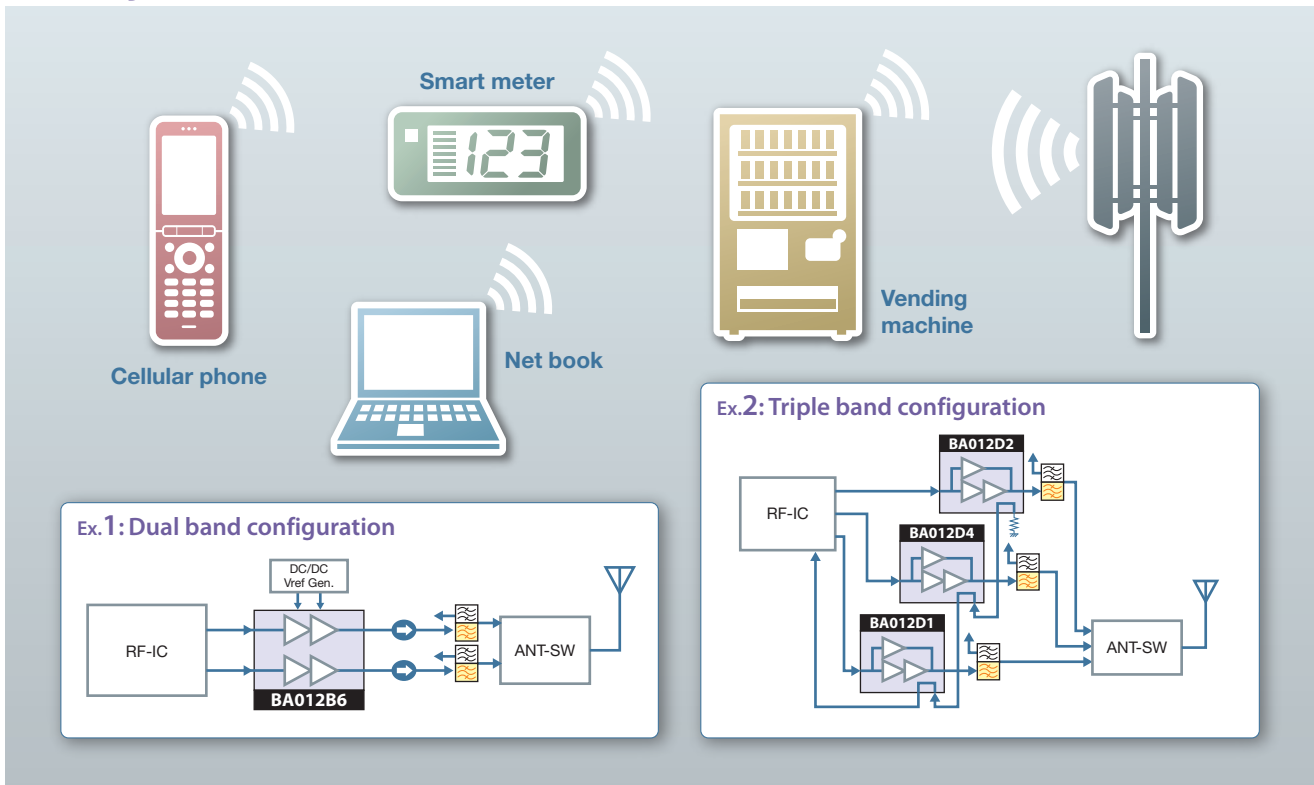 Smart meter
123
Cellular phone
Net book
Vending
machine
Ex.1: Dual band configuration
DC/DC
Vref Gen.
RF-IC
ANT-SW
BA012B6
Ex.2: Triple band configuration
BA012D2
RF-IC
BA012D4
BA012D1
ANT-SW